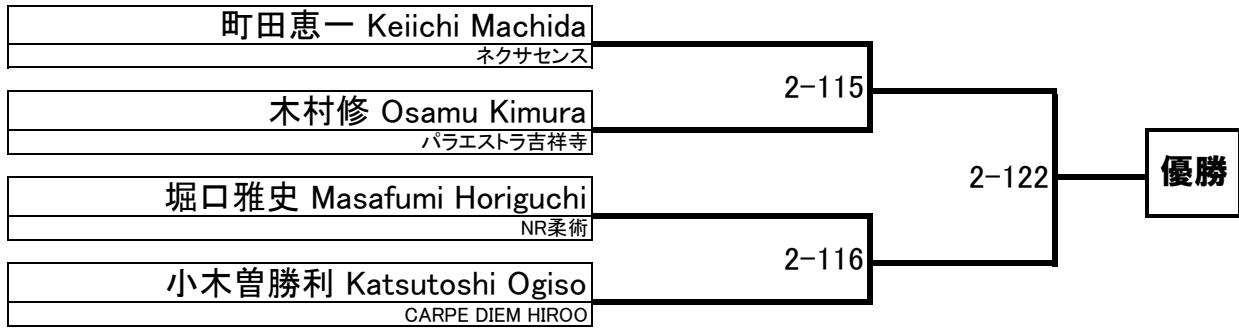 町田恵一 Keiichi Machida
ネクサセンス
2-115
木村修 Osamu Kimura
パラエストラ吉祥寺
2-122
優勝
堀口雅史 Masafumi Horiguchi
NR柔術
2-116
小木曽勝利 Katsutoshi Ogiso
CARPE DIEM HIROO